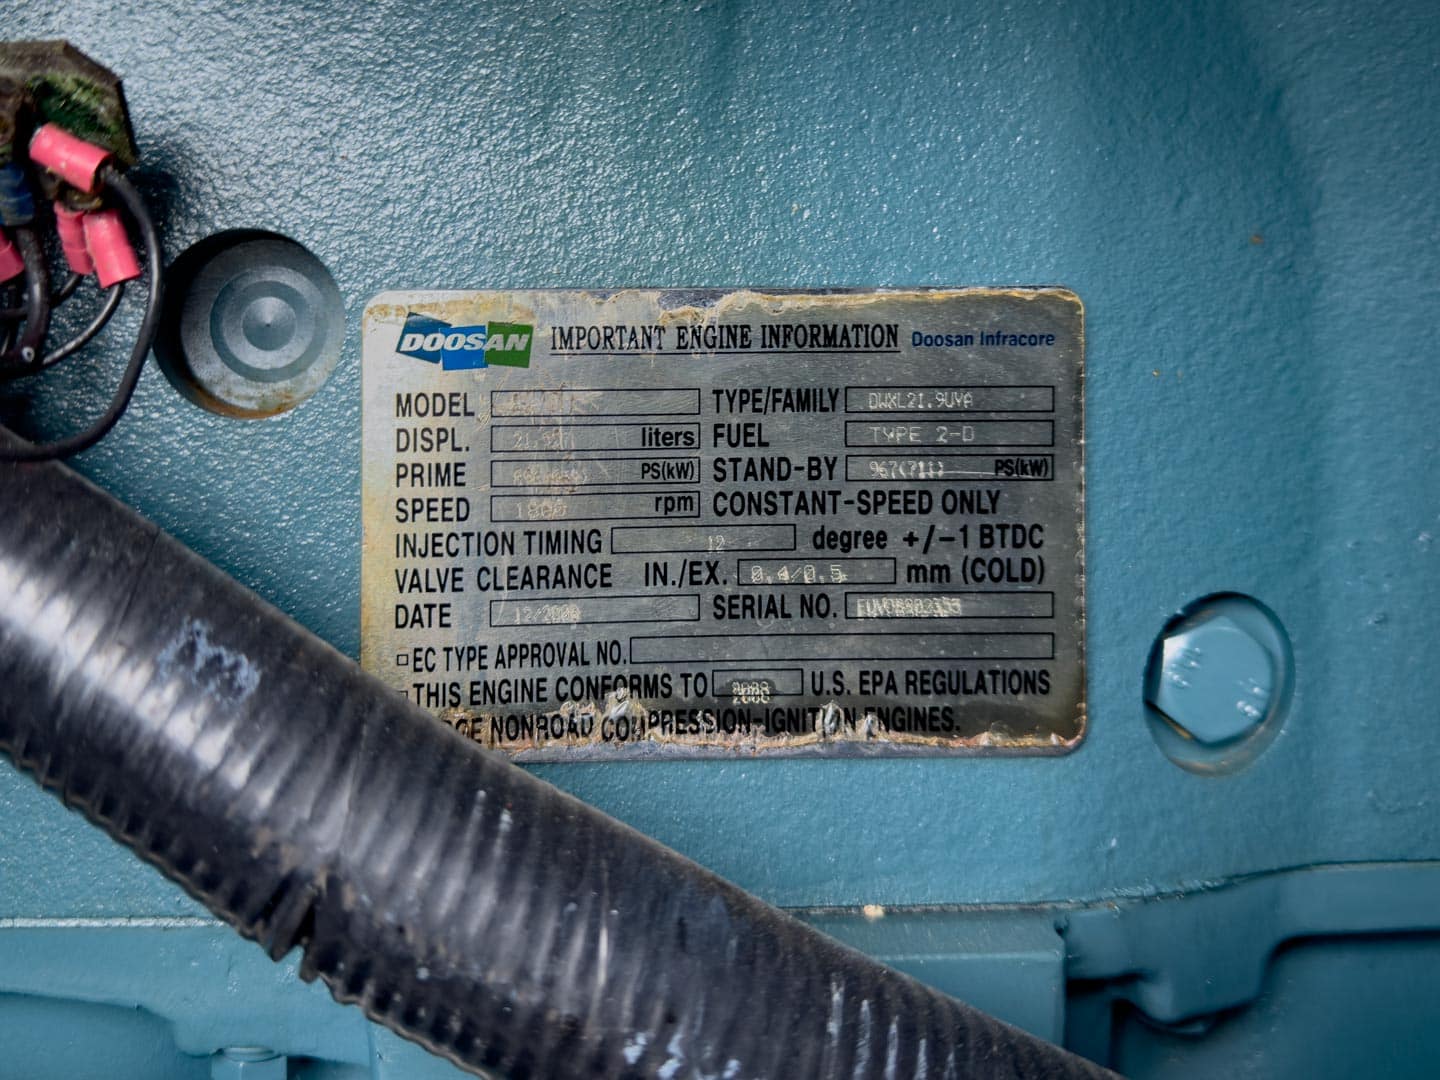 DOOSAN IMPORTANT ENGINE INFORMATION Doosan Infracore
MODEL TYPE/FAMILY
DISPL. liters FUEL TYPE 2-D
PRIME PS(kW) STAND-BY 967(711) PS(kW)
SPEED 1800 rpm CONSTANT-SPEED ONLY
INJECTION TIMING 12 degree +/-1 BTDC
VALVE CLEARANCE IN./EX. 0.4/0.5 mm (COLD)
DATE SERIAL NO.
EC TYPE APPROVAL NO.
THIS ENGINE CONFORMS TO U.S. EPA REGULATIONS
NONROAD COMPRESSION-IGNITION ENGINES.